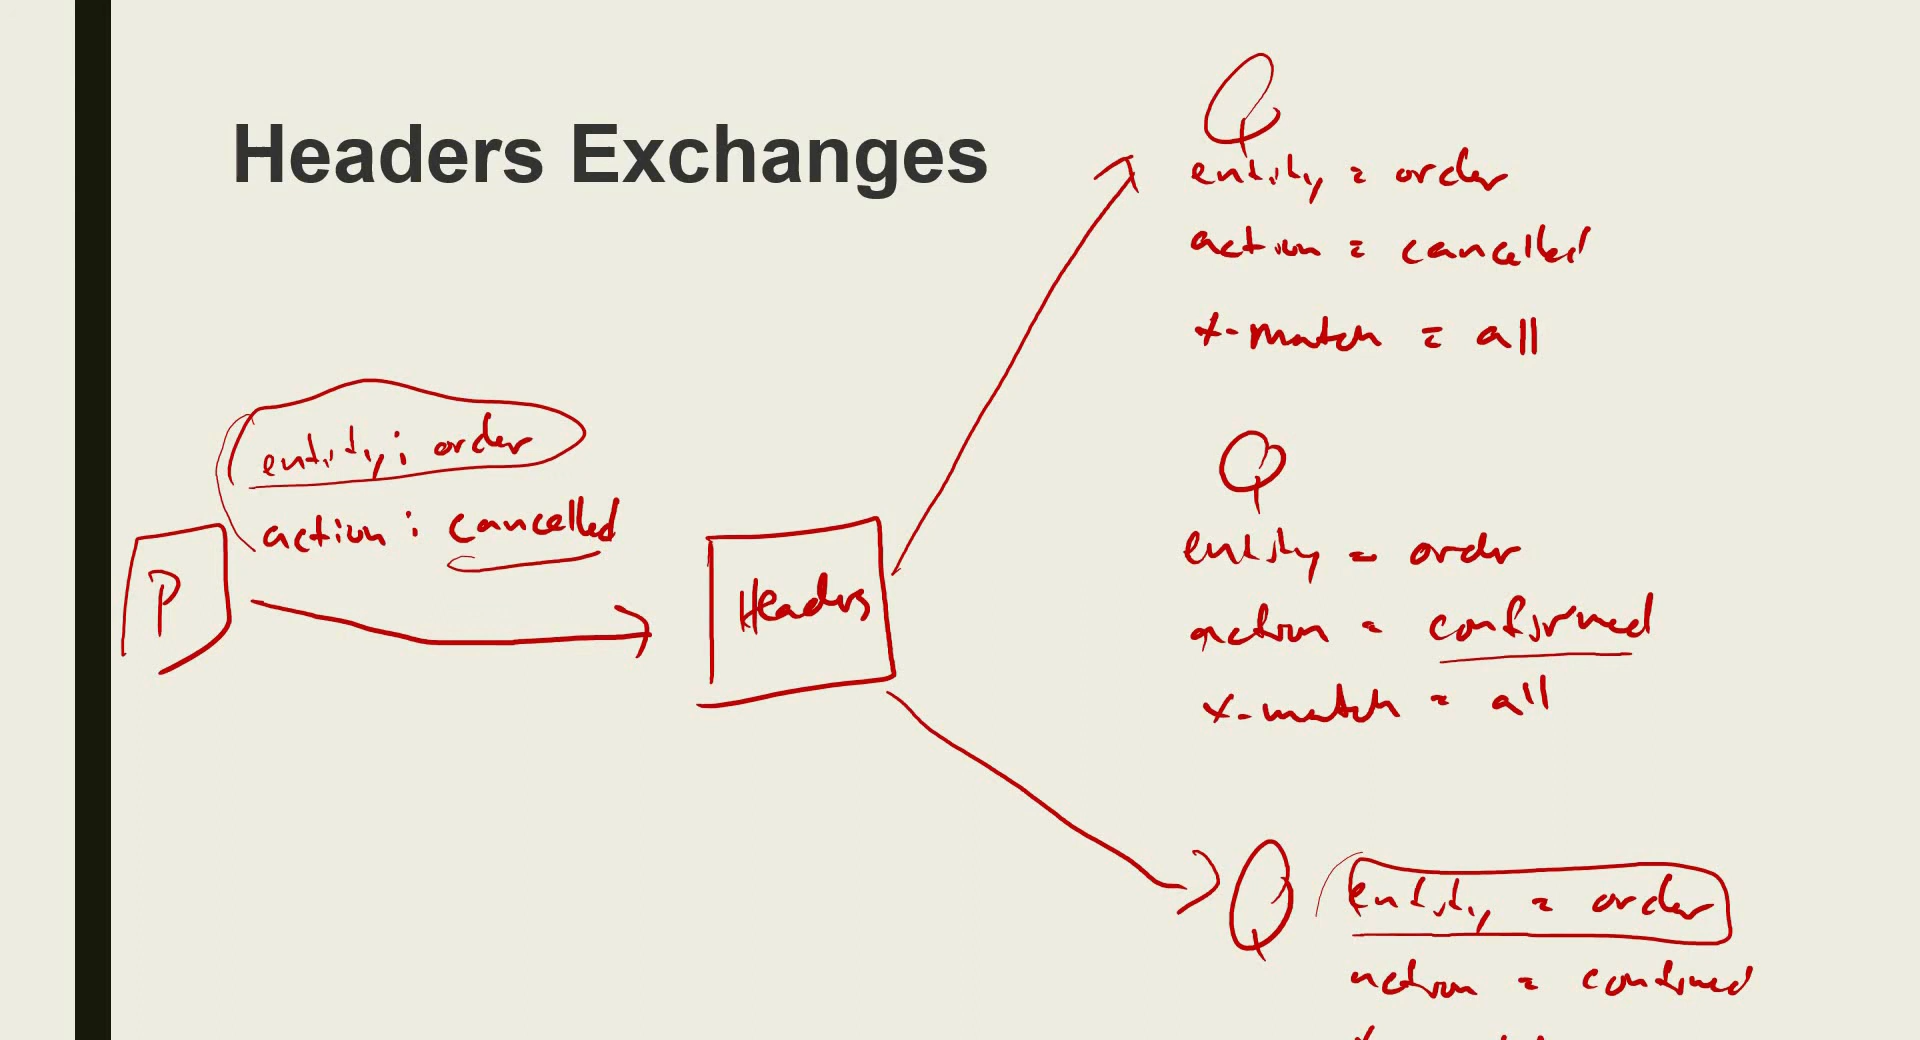 Headers Exchanges
Q
entity = order
action = cancelled
x-match = all
entity: order
action: cancelled
P
Headers
Q
entity = order
action = confirmed
x-match = all
Q
entity = order
action = confirmed